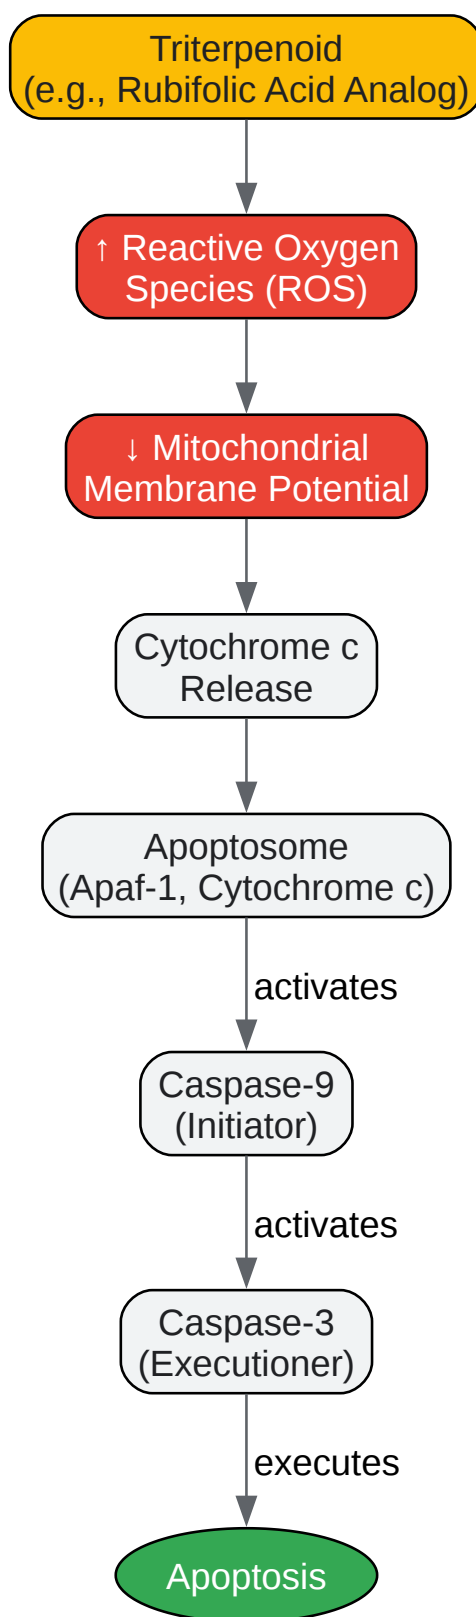 Triterpenoid
(e.g., Rubifolic Acid Analog)
↑ Reactive Oxygen
Species (ROS)
↓ Mitochondrial
Membrane Potential
Cytochrome c
Release
Apoptosome
(Apaf-1, Cytochrome c)
activates
Caspase-9
(Initiator)
activates
Caspase-3
(Executioner)
executes
Apoptosis